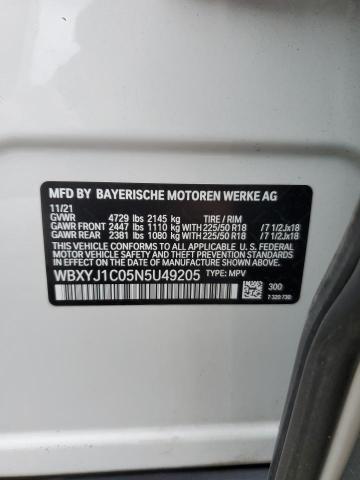 MFD BY BAYERISCHE MOTOREN WERKE AG
11/21
GVWR 4729 lbs 2145 kg TIRE / RIM
GAWR FRONT 2447 lbs 1110 kg WITH 225/50 R18 /7 1/2Jx18
GAWR REAR 2381 lbs 1080 kg WITH 225/50 R18 /7 1/2Jx18
THIS VEHICLE CONFORMS TO ALL APPLICABLE FEDERAL MOTOR VEHICLE SAFETY, BUMPER AND THEFT PREVENTION STANDARDS IN EFFECT ON THE DATE OF MANUFACTURE SHOWN ABOVE.
WBXYJ1C05N5U49205 TYPE: MPV
300